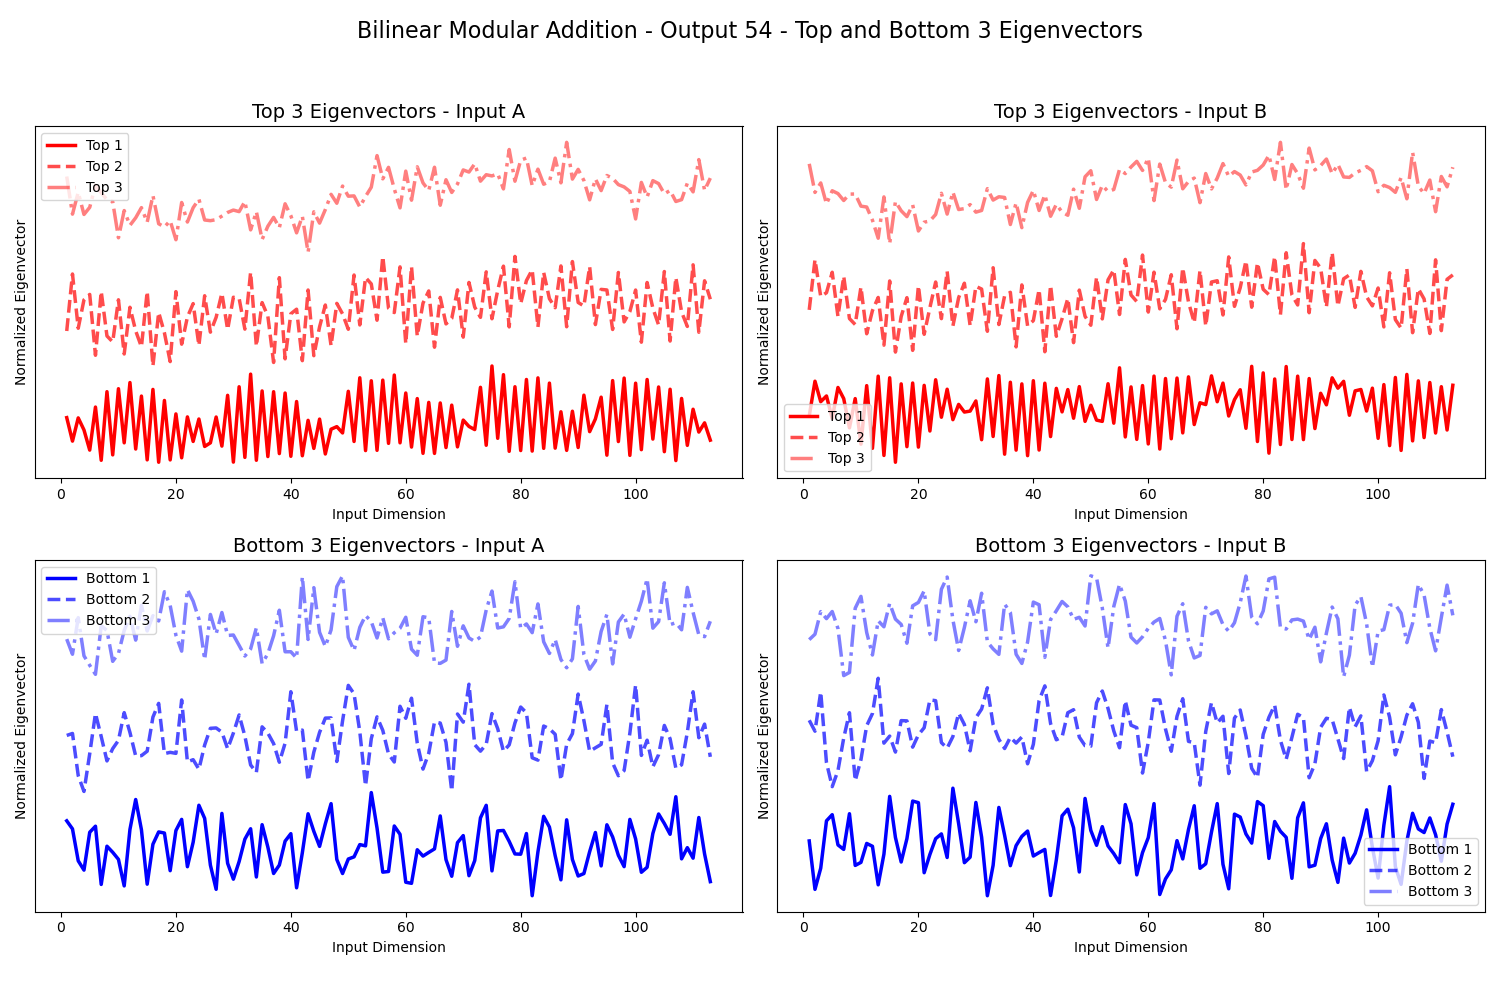 Bilinear Modular Addition - Output 54 - Top and Bottom 3 Eigenvectors
Top 3 Eigenvectors - Input A
Normalized Eigenvector
Top 1
Top 2
Top 3
0 20 40 60 80 100
Input Dimension
Top 3 Eigenvectors - Input B
Normalized Eigenvector
Top 1
Top 2
Top 3
0 20 40 60 80 100
Input Dimension
Bottom 3 Eigenvectors - Input A
Normalized Eigenvector
Bottom 1
Bottom 2
Bottom 3
0 20 40 60 80 100
Input Dimension
Bottom 3 Eigenvectors - Input B
Normalized Eigenvector
Bottom 1
Bottom 2
Bottom 3
0 20 40 60 80 100
Input Dimension